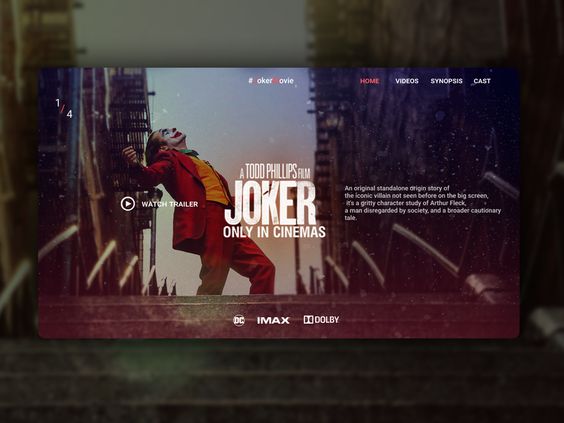 #JokerMovie
HOME VIDEOS SYNOPSIS CAST
1/4
WATCH TRAILER
A TODD PHILLIPS FILM
JOKER
ONLY IN CINEMAS
An original standalone origin story of
the iconic villain not seen before on the big screen,
it's a gritty character study of Arthur Fleck,
a man disregarded by society, and a broader cautionary
tale.
DC IMAX DOLBY